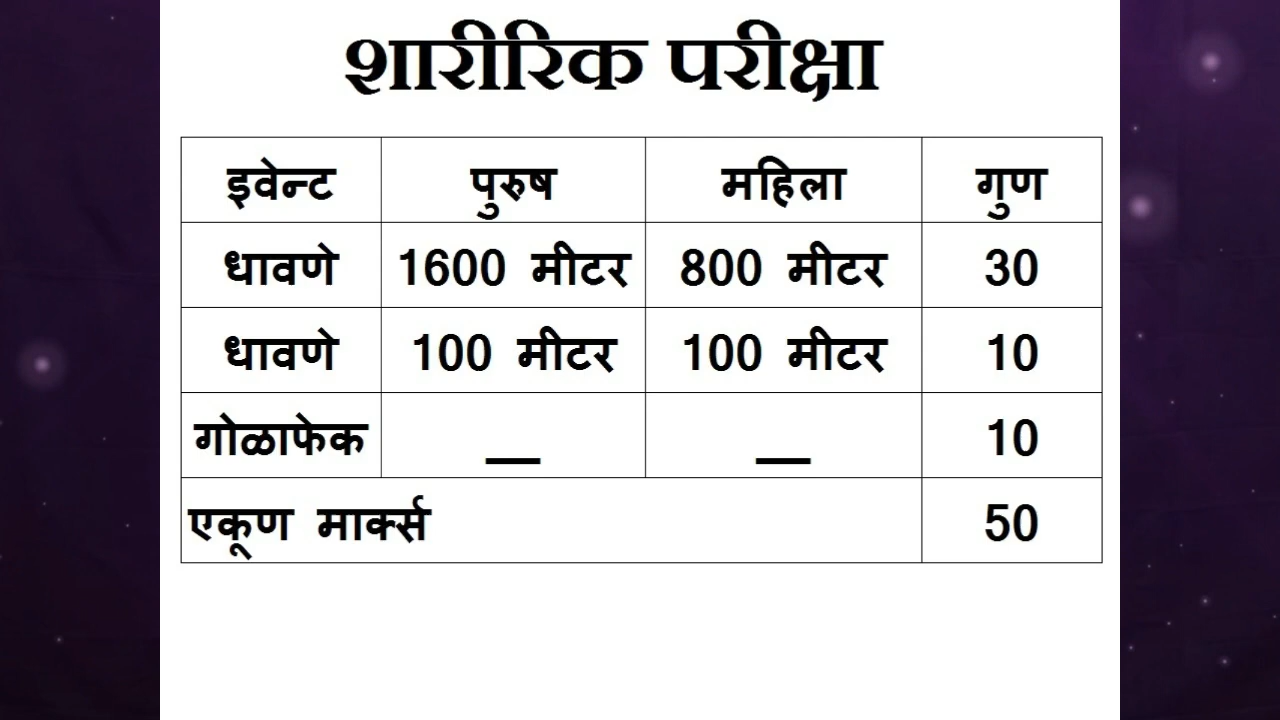 शारीरिक परीक्षा
इवेन्ट पुरुष महिला गुण
धावणे 1600 मीटर 800 मीटर 30
धावणे 100 मीटर 100 मीटर 10
गोळाफेक — — 10
एकूण मार्क्स 50